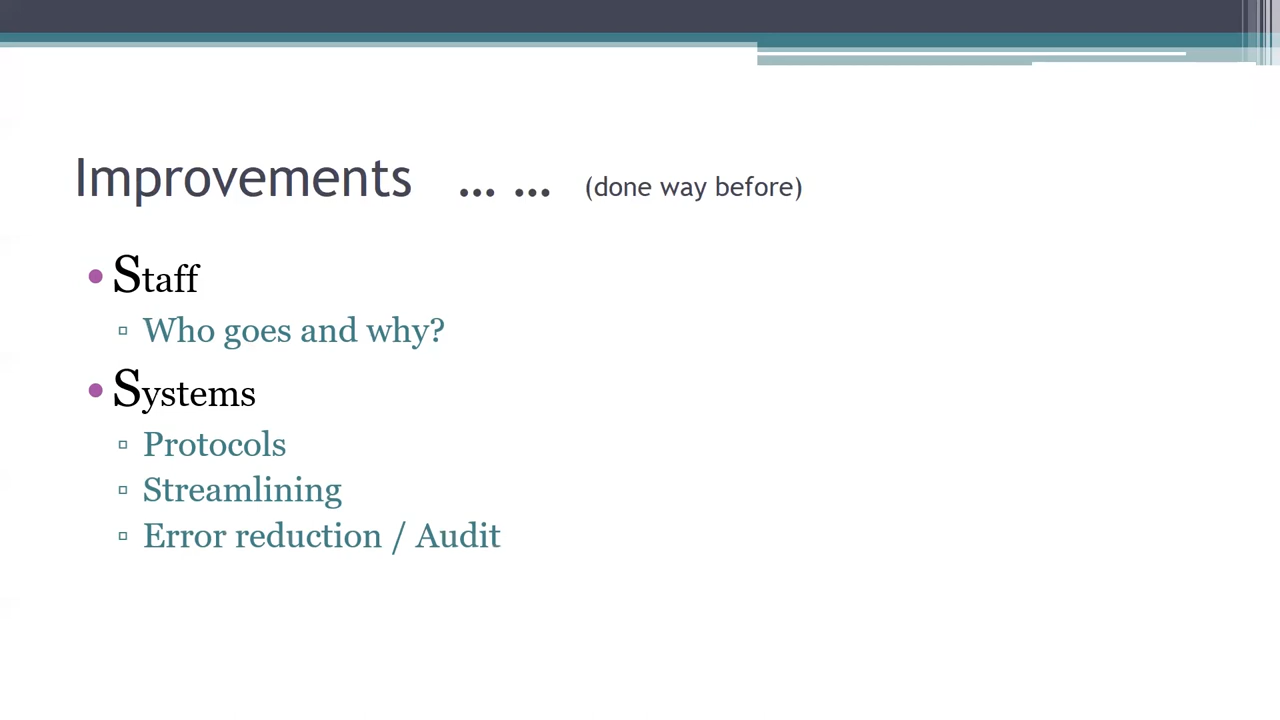 Improvements ... ... (done way before)
• Staff
▫ Who goes and why?
• Systems
▫ Protocols
▫ Streamlining
▫ Error reduction / Audit